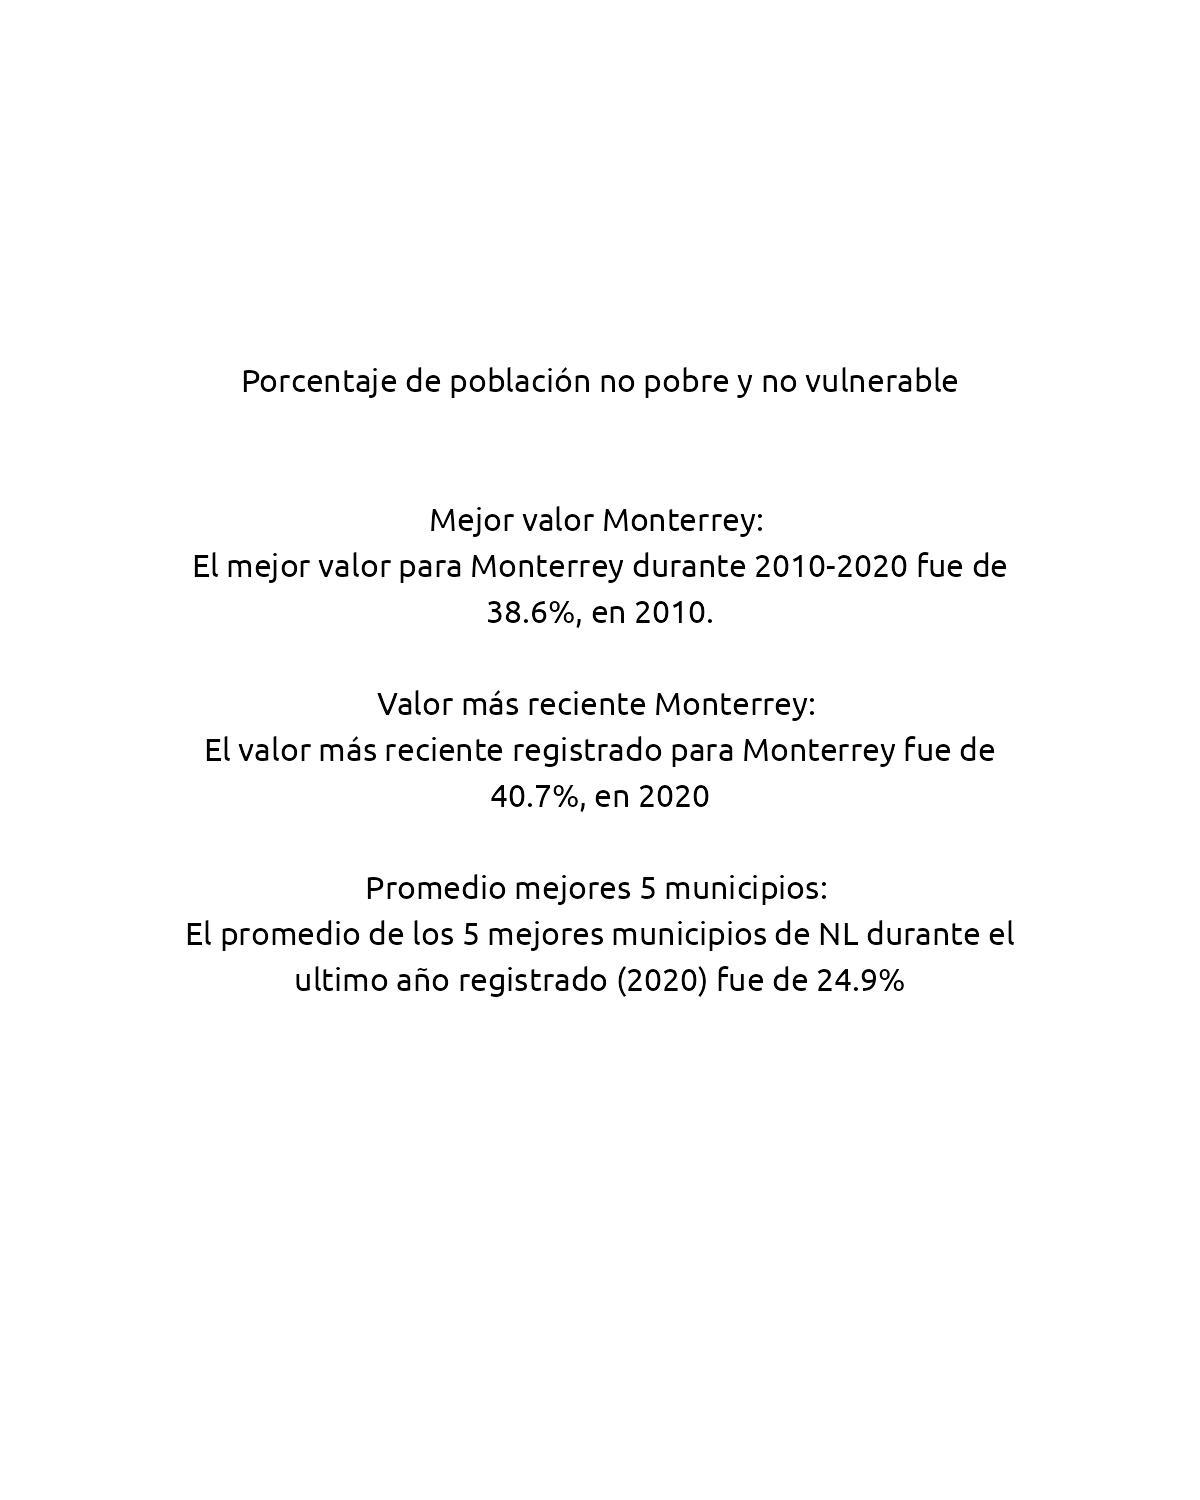 Porcentaje de población no pobre y no vulnerable
Mejor valor Monterrey:
El mejor valor para Monterrey durante 2010-2020 fue de
38.6%, en 2010.
Valor más reciente Monterrey:
El valor más reciente registrado para Monterrey fue de
40.7%, en 2020
Promedio mejores 5 municipios:
El promedio de los 5 mejores municipios de NL durante el
ultimo año registrado (2020) fue de 24.9%